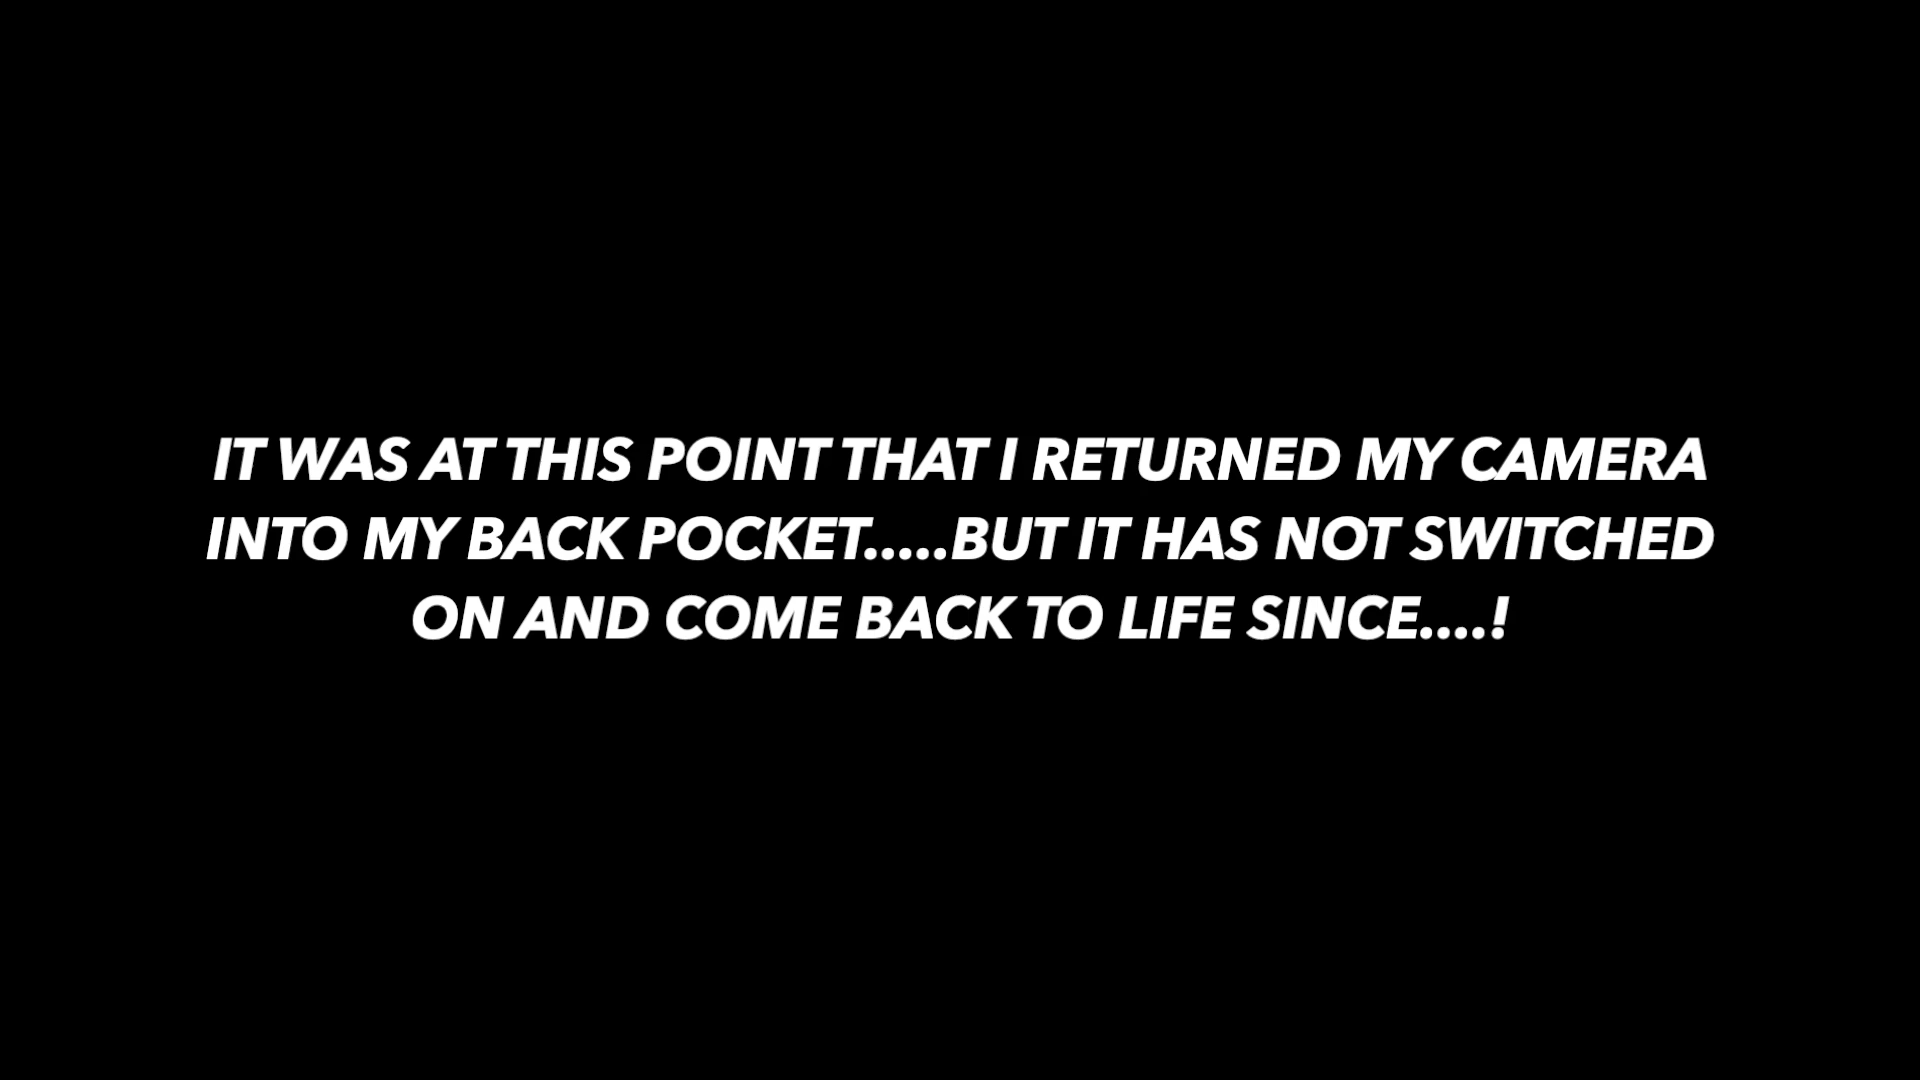 IT WAS AT THIS POINT THAT I RETURNED MY CAMERA
INTO MY BACK POCKET.....BUT IT HAS NOT SWITCHED
ON AND COME BACK TO LIFE SINCE....!